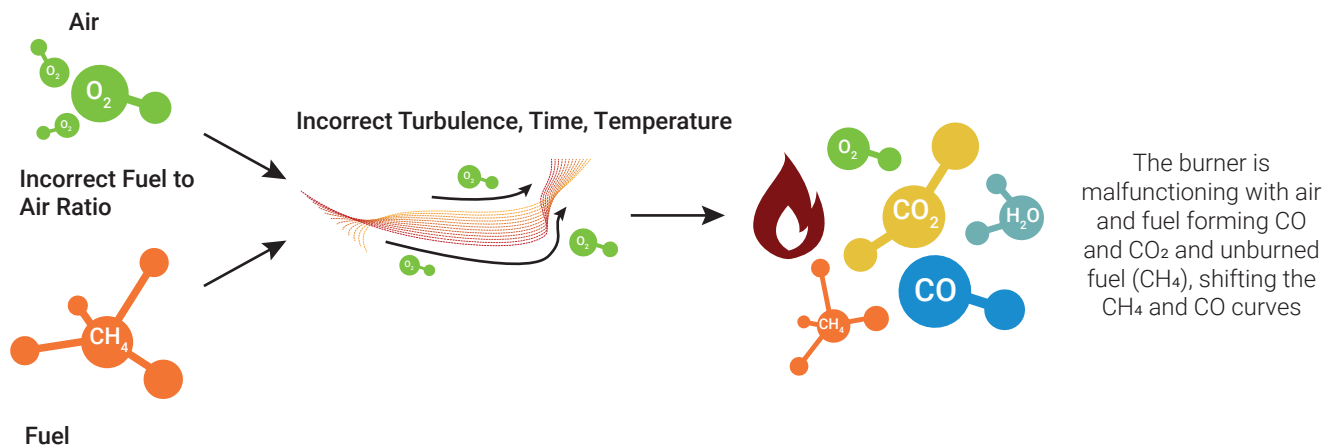 Air
O₂
O₂
O₂
Incorrect Fuel to
Air Ratio
CH₄
Fuel
Incorrect Turbulence, Time, Temperature
O₂
O₂
O₂
O₂
CO₂
H₂O
CO
CH₄
The burner is
malfunctioning with air
and fuel forming CO
and CO₂ and unburned
fuel (CH₄), shifting the
CH₄ and CO curves